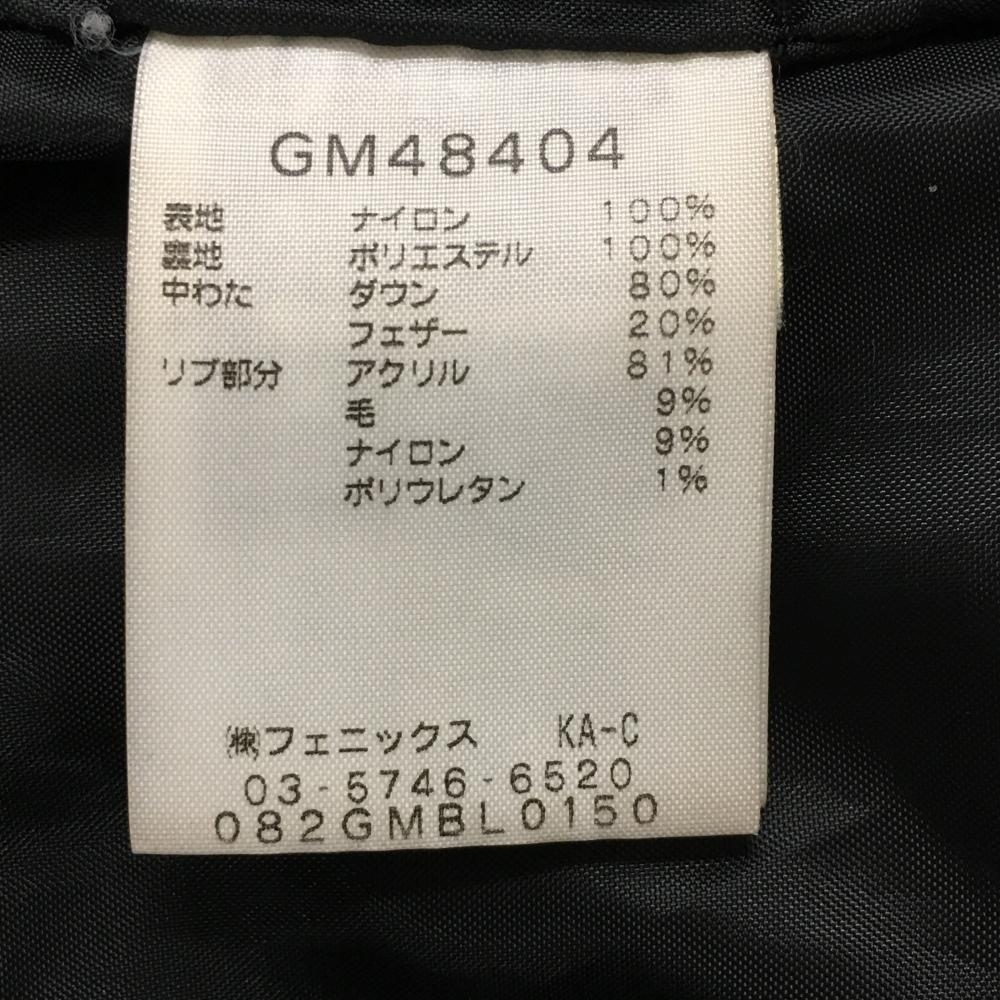 GM48404
表地 ナイロン 100%
裏地 ポリエステル 100%
中わた ダウン 80%
フェザー 20%
リブ部分 アクリル 81%
毛 9%
ナイロン 9%
ポリウレタン 1%
㈱フェニックス KA-C
03-5746-6520
082GMBL0150